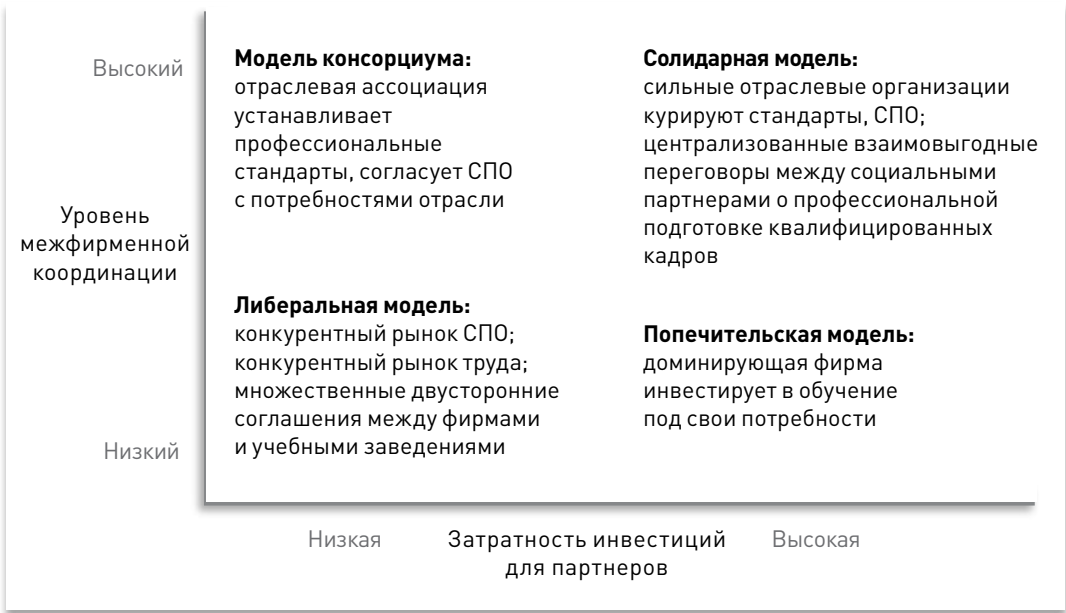 Высокий
Уровень
межфирменной
координации
Низкий
Модель консорциума:
отраслевая ассоциация
устанавливает
профессиональные
стандарты, согласует СПО
с потребностями отрасли
Солидарная модель:
сильные отраслевые организации
курируют стандарты, СПО;
централизованные взаимовыгодные
переговоры между социальными
партнерами о профессиональной
подготовке квалифицированных
кадров
Либеральная модель:
конкурентный рынок СПО;
конкурентный рынок труда;
множественные двусторонние
соглашения между фирмами
и учебными заведениями
Попечительская модель:
доминирующая фирма
инвестирует в обучение
под свои потребности
Низкая
Затратность инвестиций
для партнеров
Высокая